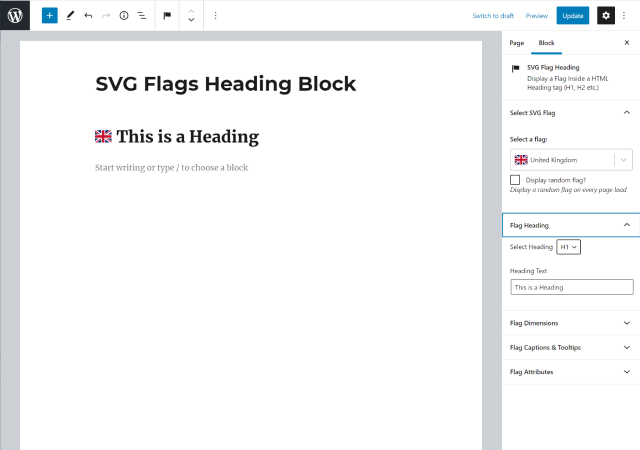 Switch to draft
Preview
Update
SVG Flags Heading Block
This is a Heading
Start writing or type / to choose a block
Page
Block
SVG Flag Heading
Display a Flag Inside a HTML
Heading tag (H1, H2 etc.)
Select SVG Flag
Select a flag:
United Kingdom
Display random flag?
Display a random flag on every page load
Flag Heading
Select Heading H1
Heading Text
This is a Heading
Flag Dimensions
Flag Captions & Tooltips
Flag Attributes